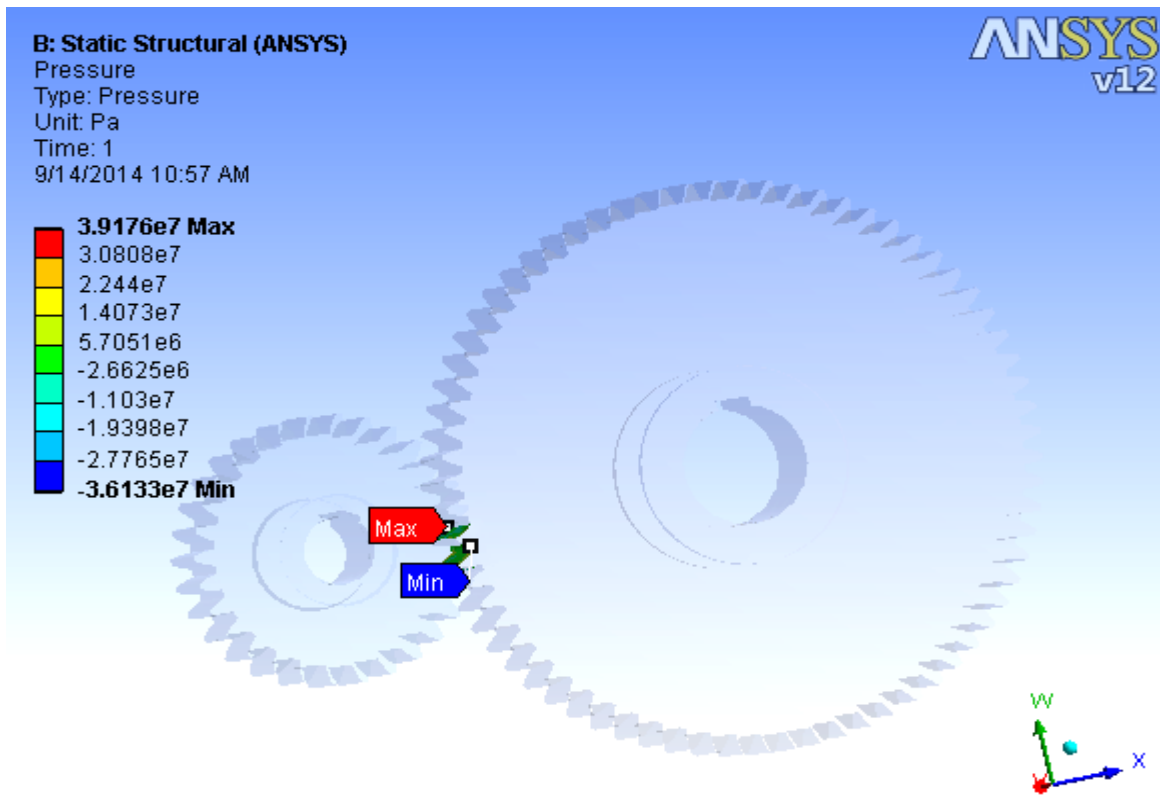 B: Static Structural (ANSYS)
Pressure
Type: Pressure
Unit: Pa
Time: 1
9/14/2014 10:57 AM
ANSYS
v12
3.9176e7 Max
3.0808e7
2.244e7
1.4073e7
5.7051e6
-2.6625e6
-1.103e7
-1.9398e7
-2.7765e7
-3.6133e7 Min
Max
Min
X